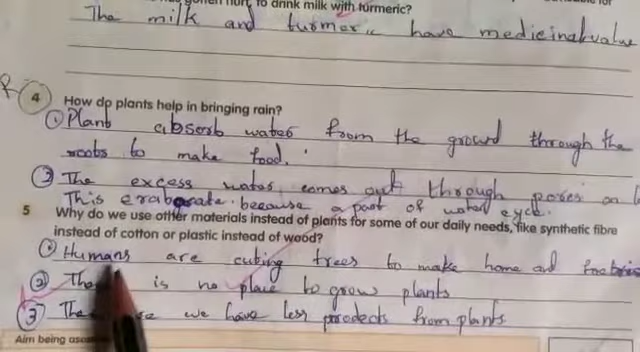 to drink milk with turmeric?
The milk and turmeric have medicinal value
4 How do plants help in bringing rain?
① Plant absorb water from the ground through the
roots to make food.
③ The excess water comes out through pores on
This because a part of water cycle.
5 Why do we use other materials instead of plants for some of our daily needs, like synthetic fibre
instead of cotton or plastic instead of wood?
① Humans are cuting trees to make home and
② is no place to grow plants
③ we have less prodects from plants
Aim being